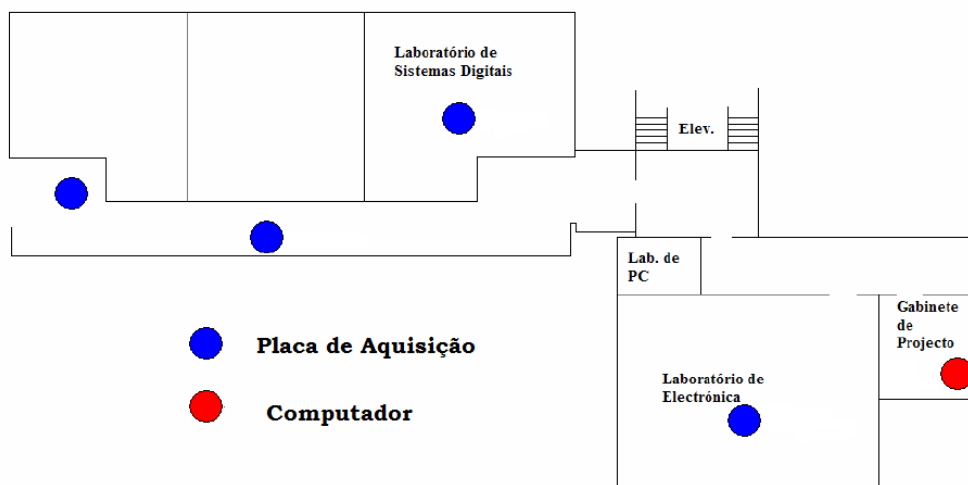 Laboratório de
Sistemas Digitais
Elev.
Lab. de
PC
Gabinete
de
Projecto
Placa de Aquisição
Laboratório de
Electrónica
Computador